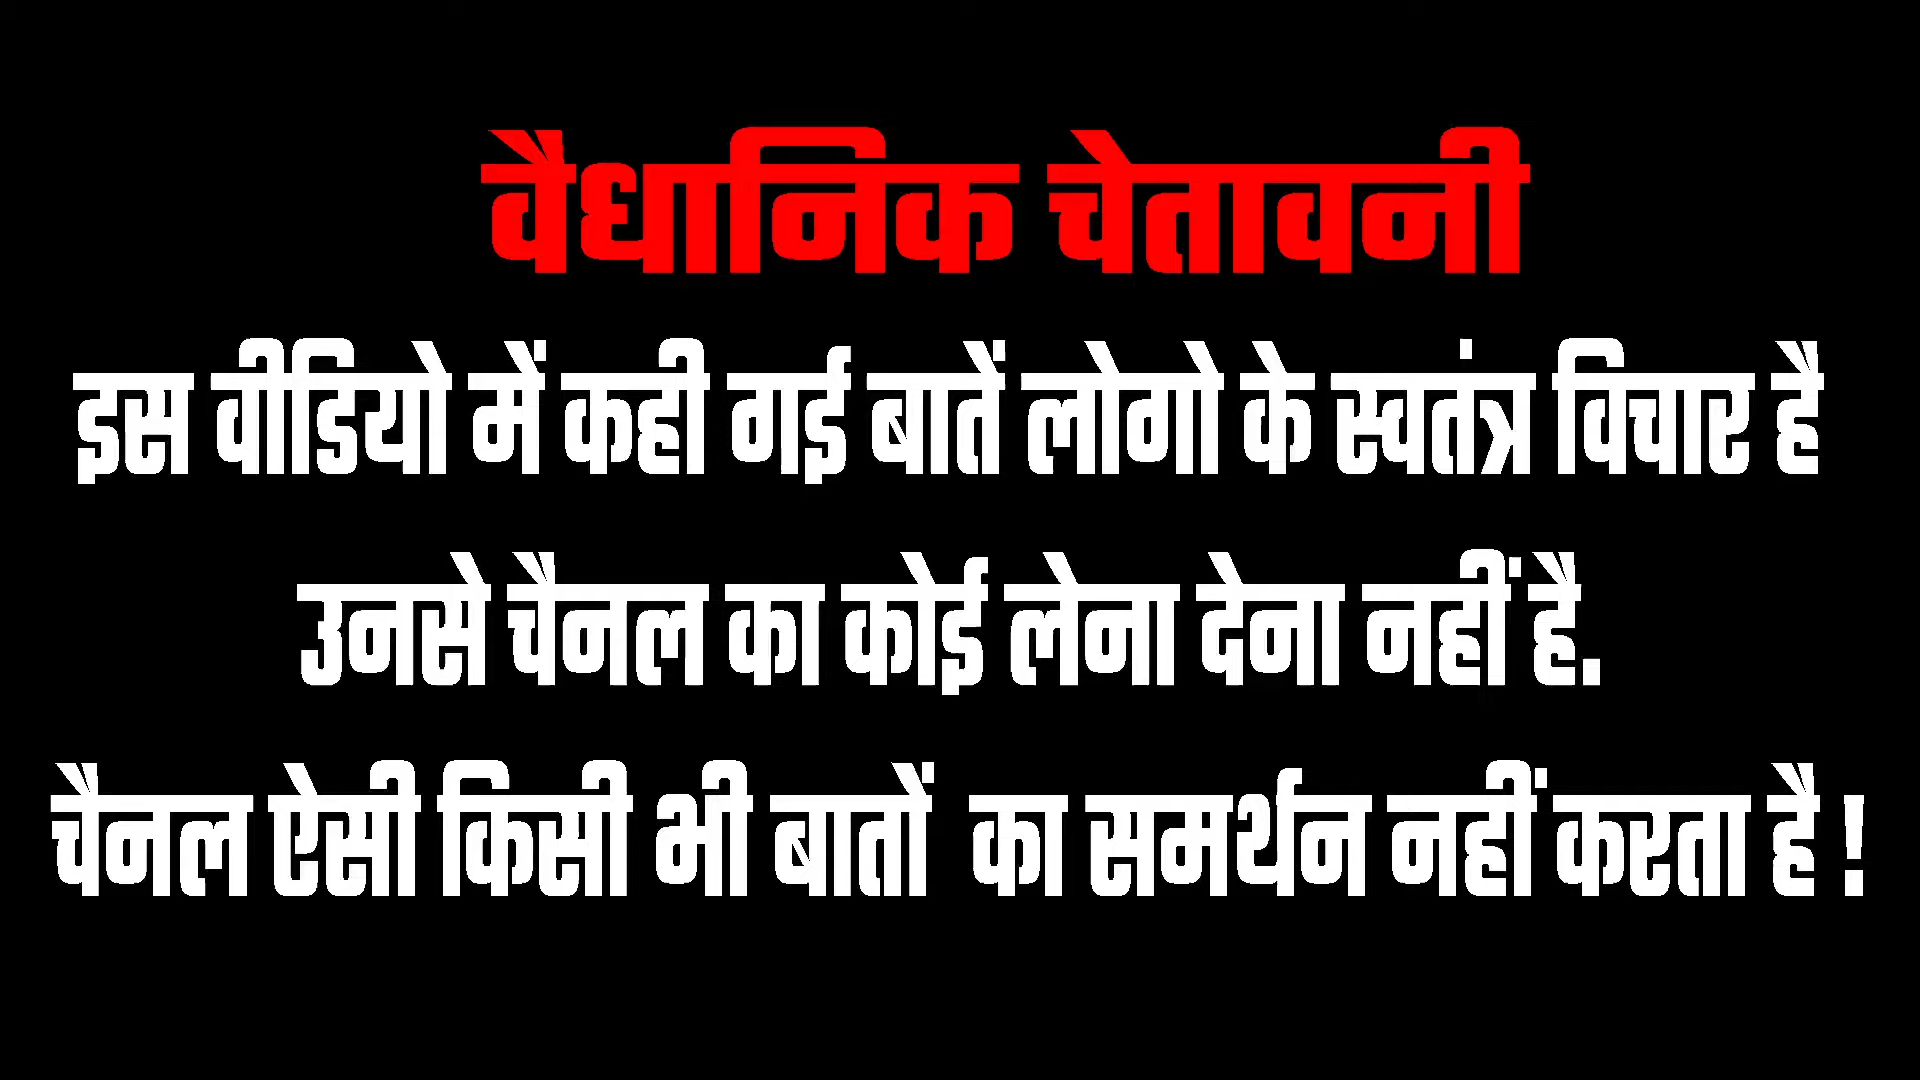 वैधानिक चेतावनी
इस वीडियो में कही गई बातें लोगो के स्वतंत्र विचार है
उनसे चैनल का कोई लेना देना नहीं है.
चैनल ऐसी किसी भी बातों का समर्थन नहीं करता है !